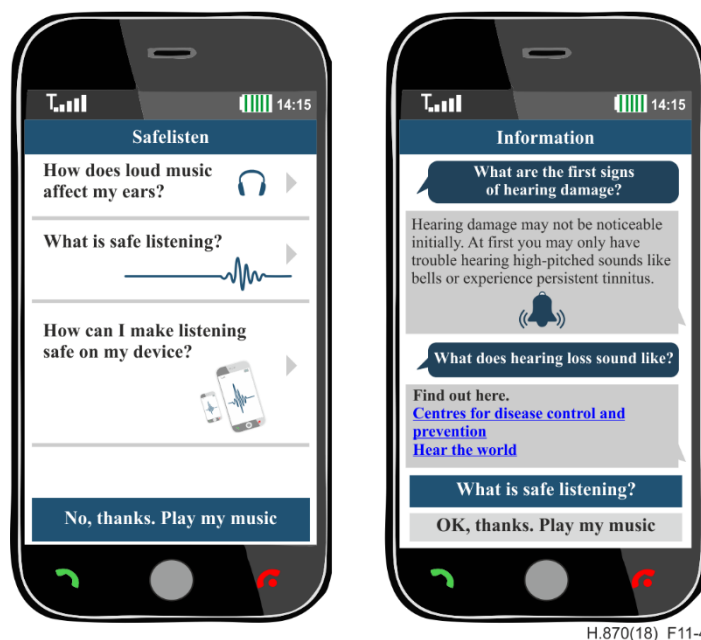 14:15
Safelisten
How does loud music
affect my ears?
What is safe listening?
How can I make listening
safe on my device?
No, thanks. Play my music
14:15
Information
What are the first signs
of hearing damage?
Hearing damage may not be noticeable
initially. At first you may only have
trouble hearing high-pitched sounds like
bells or experience persistent tinnitus.
What does hearing loss sound like?
Find out here.
Centres for disease control and
prevention
Hear the world
What is safe listening?
OK, thanks. Play my music
H.870(18)_F11-4